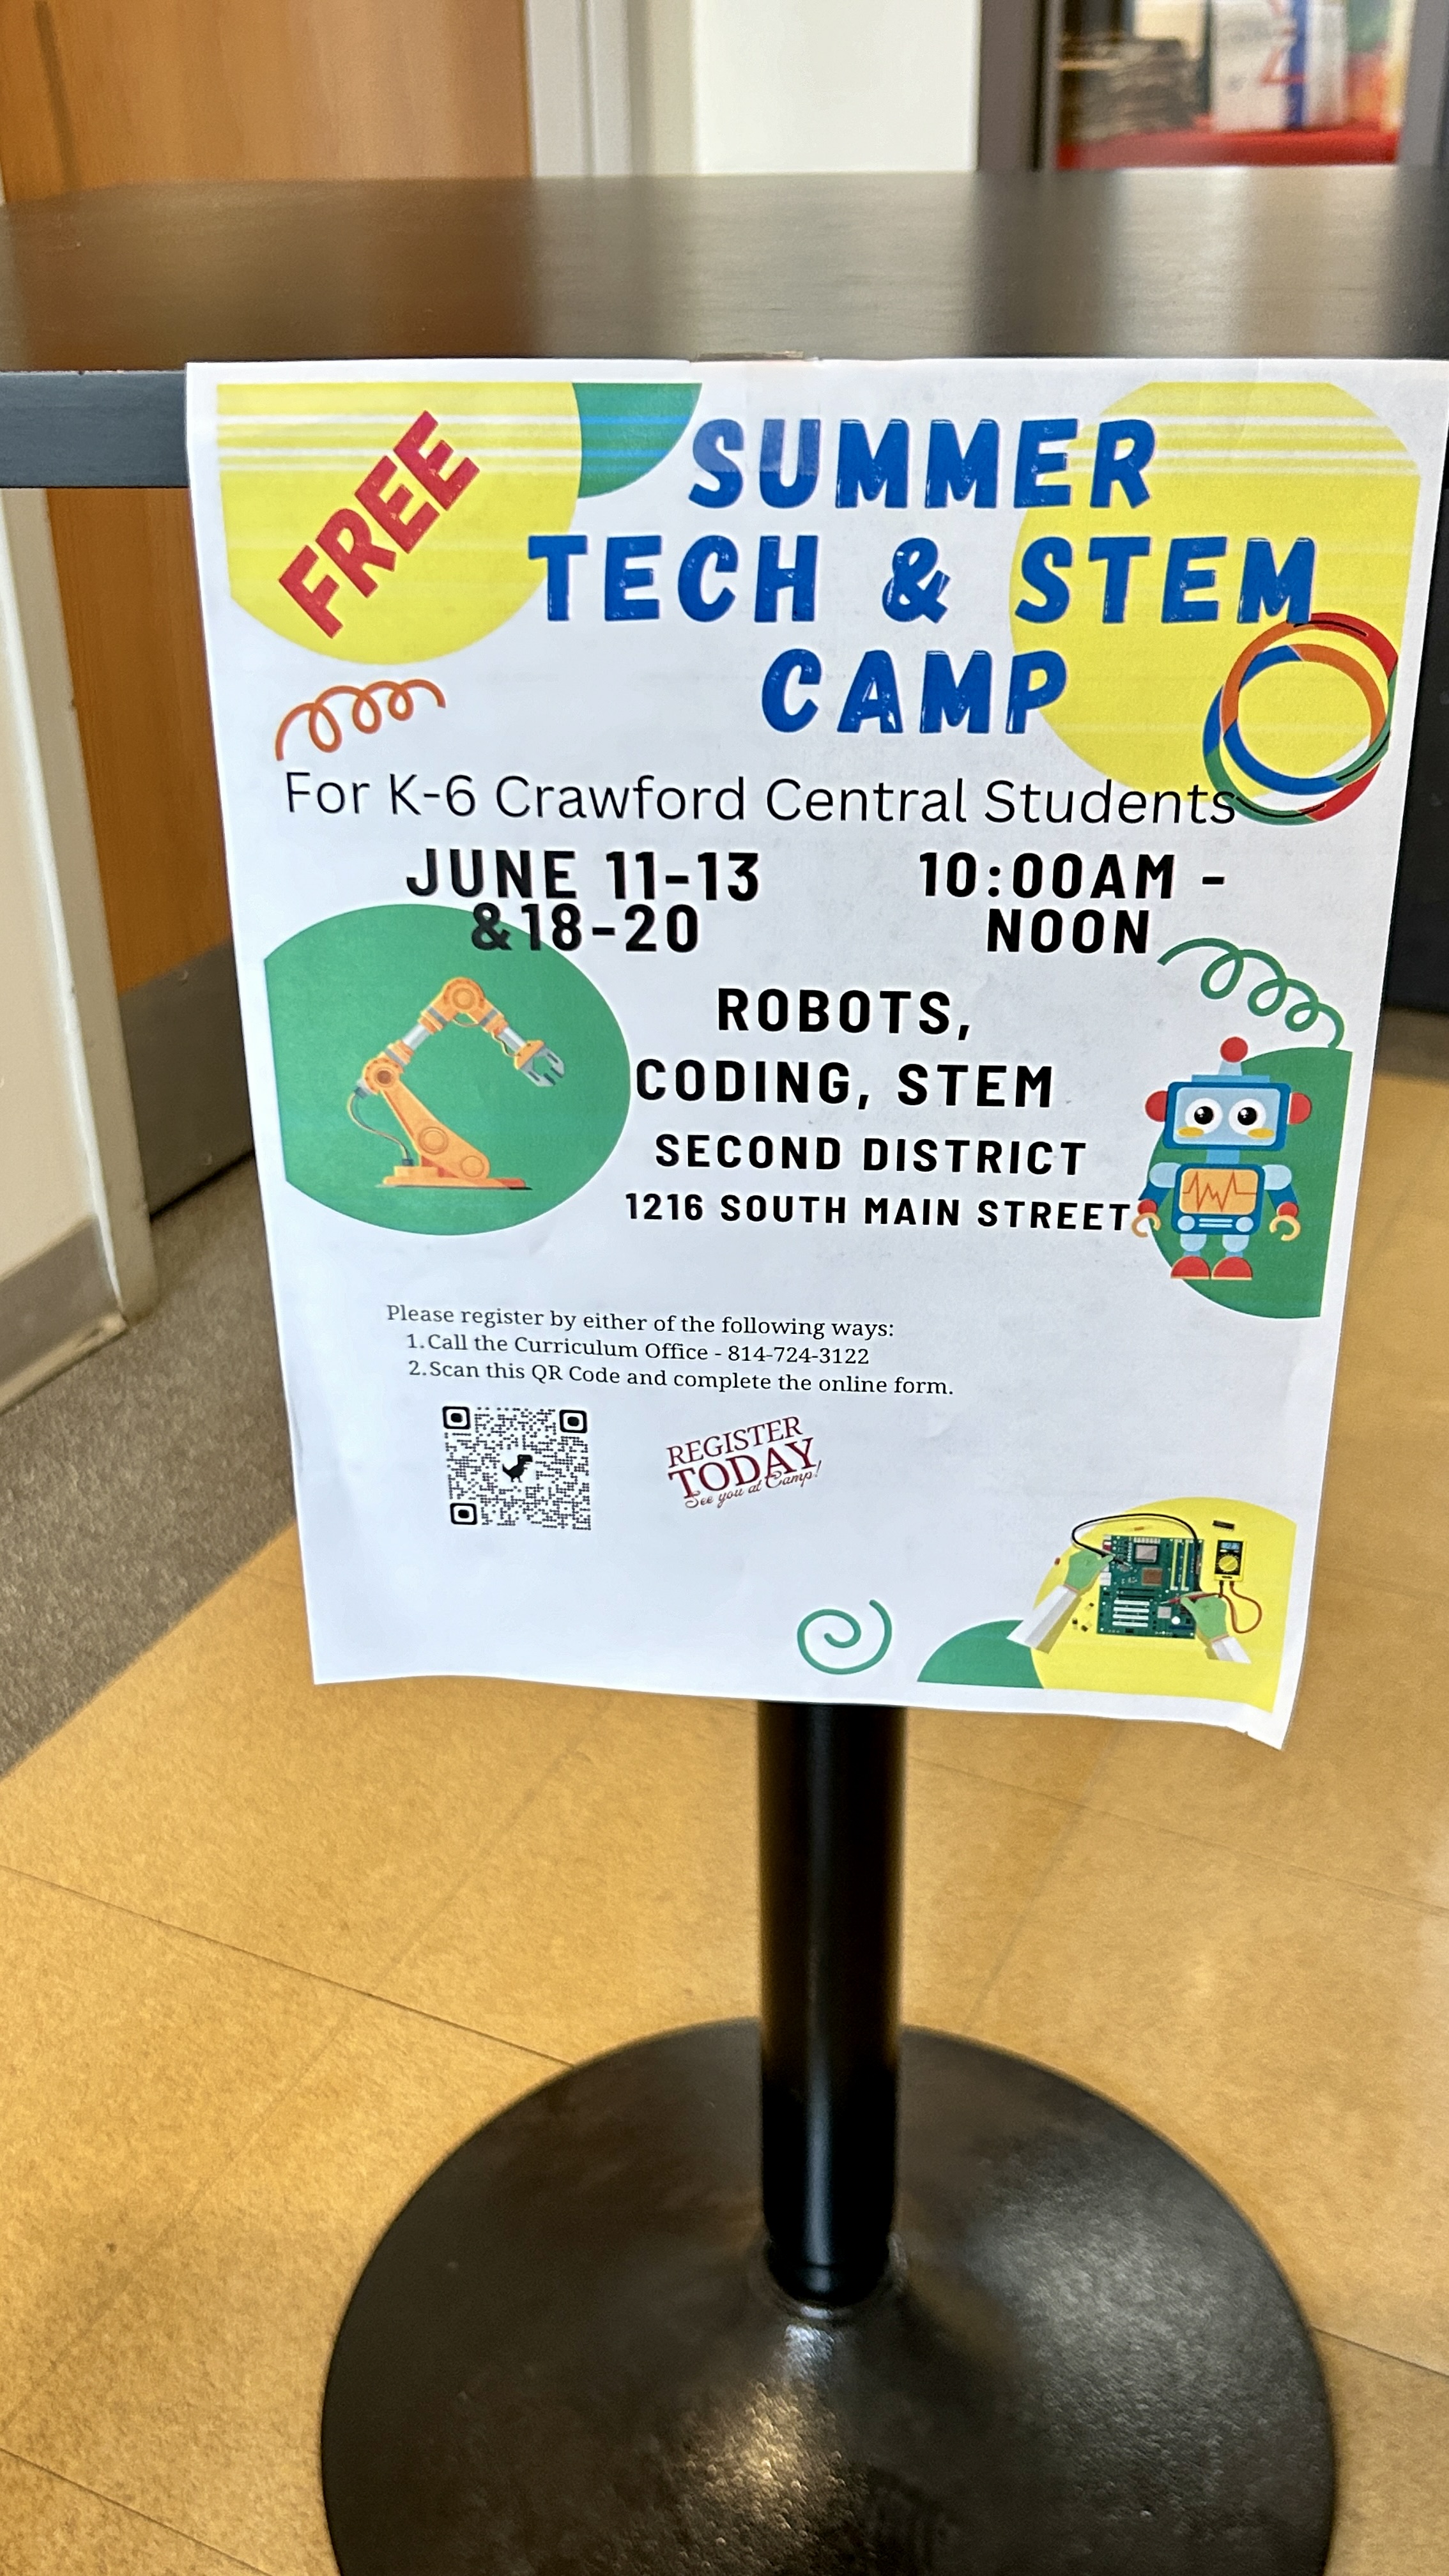 FREE
SUMMER
TECH & STEM
CAMP
For K-6 Crawford Central Students
JUNE 11-13
&18-20
10:00AM -
NOON
ROBOTS,
CODING, STEM
SECOND DISTRICT
1216 SOUTH MAIN STREET
Please register by either of the following ways:
1. Call the Curriculum Office - 814-724-3122
2. Scan this QR Code and complete the online form.
REGISTER
TODAY
See you at Camp!